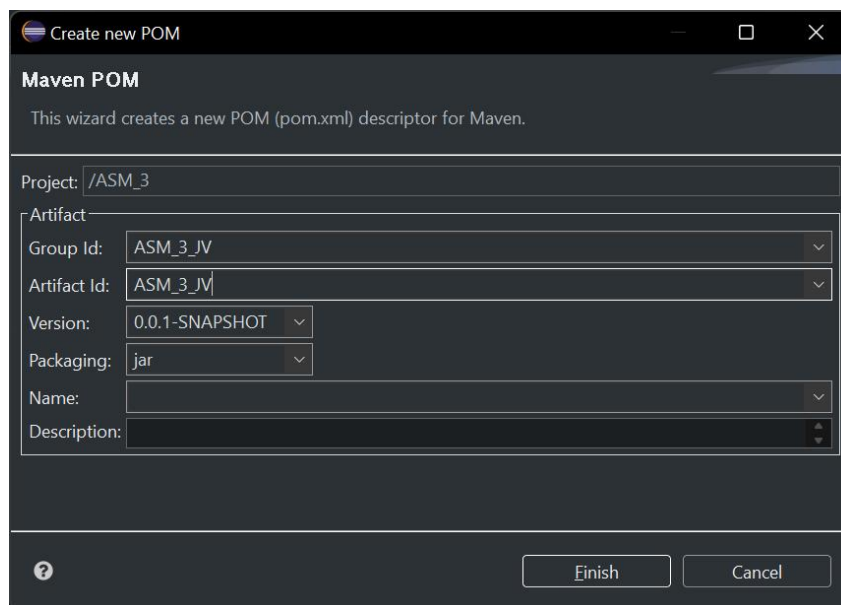 Create new POM
Maven POM
This wizard creates a new POM (pom.xml) descriptor for Maven.
Project: /ASM_3
Artifact
Group Id: ASM_3_JV
Artifact Id: ASM_3_JV
Version: 0.0.1-SNAPSHOT
Packaging: jar
Name:
Description:
?
Finish Cancel